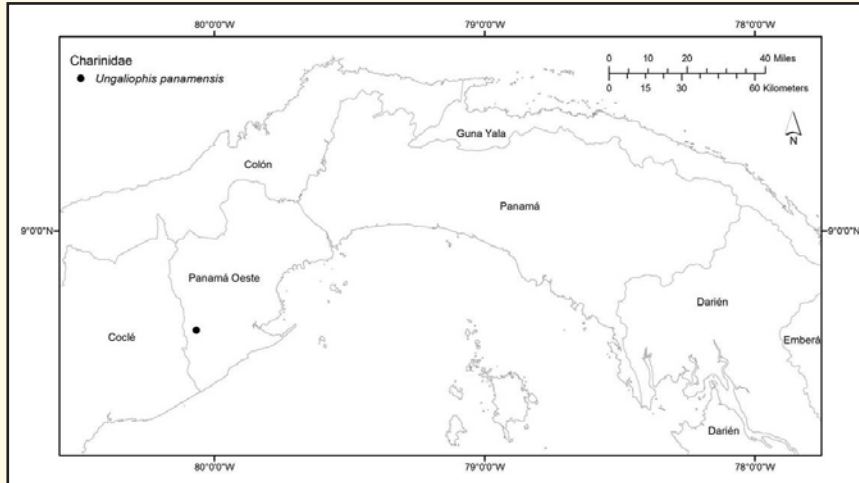 80°0'0"W 79°0'0"W 78°0'0"W
Charinidae
● Ungaliophis panamensis
0 10 20 40 Miles
0 15 30 60 Kilometers
N
Guna Yala
Colón
Panamá
9°0'0"N 9°0'0"N
Panamá Oeste
Darién
Coclé
Emberá
Darién
80°0'0"W 79°0'0"W 78°0'0"W